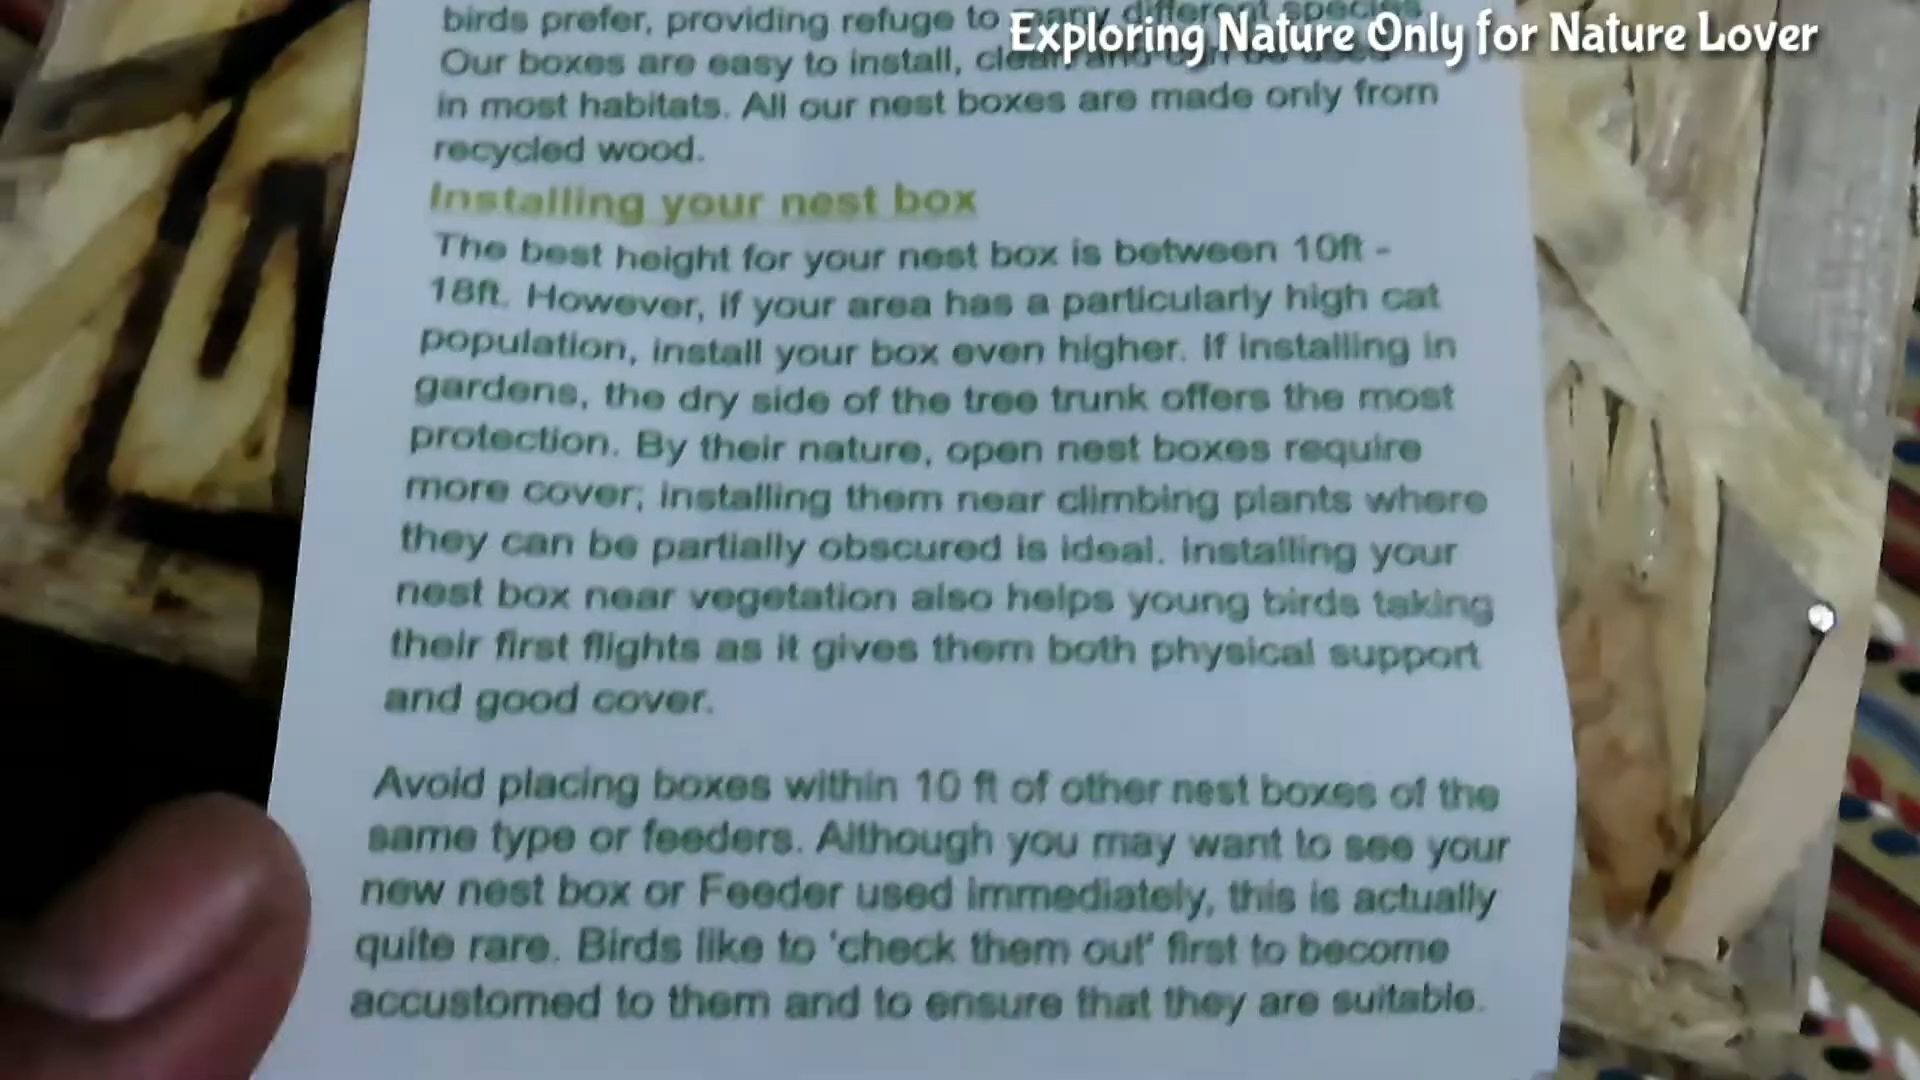 Exploring Nature Only for Nature Lover
birds prefer, providing refuge to many different species.
Our boxes are easy to install, clean and can be used
in most habitats. All our nest boxes are made only from
recycled wood.
Installing your nest box
The best height for your nest box is between 10ft -
18ft. However, if your area has a particularly high cat
population, install your box even higher. If installing in
gardens, the dry side of the tree trunk offers the most
protection. By their nature, open nest boxes require
more cover; installing them near climbing plants where
they can be partially obscured is ideal. Installing your
nest box near vegetation also helps young birds taking
their first flights as it gives them both physical support
and good cover.
Avoid placing boxes within 10 ft of other nest boxes of the
same type or feeders. Although you may want to see your
new nest box or Feeder used immediately, this is actually
quite rare. Birds like to 'check them out' first to become
accustomed to them and to ensure that they are suitable.